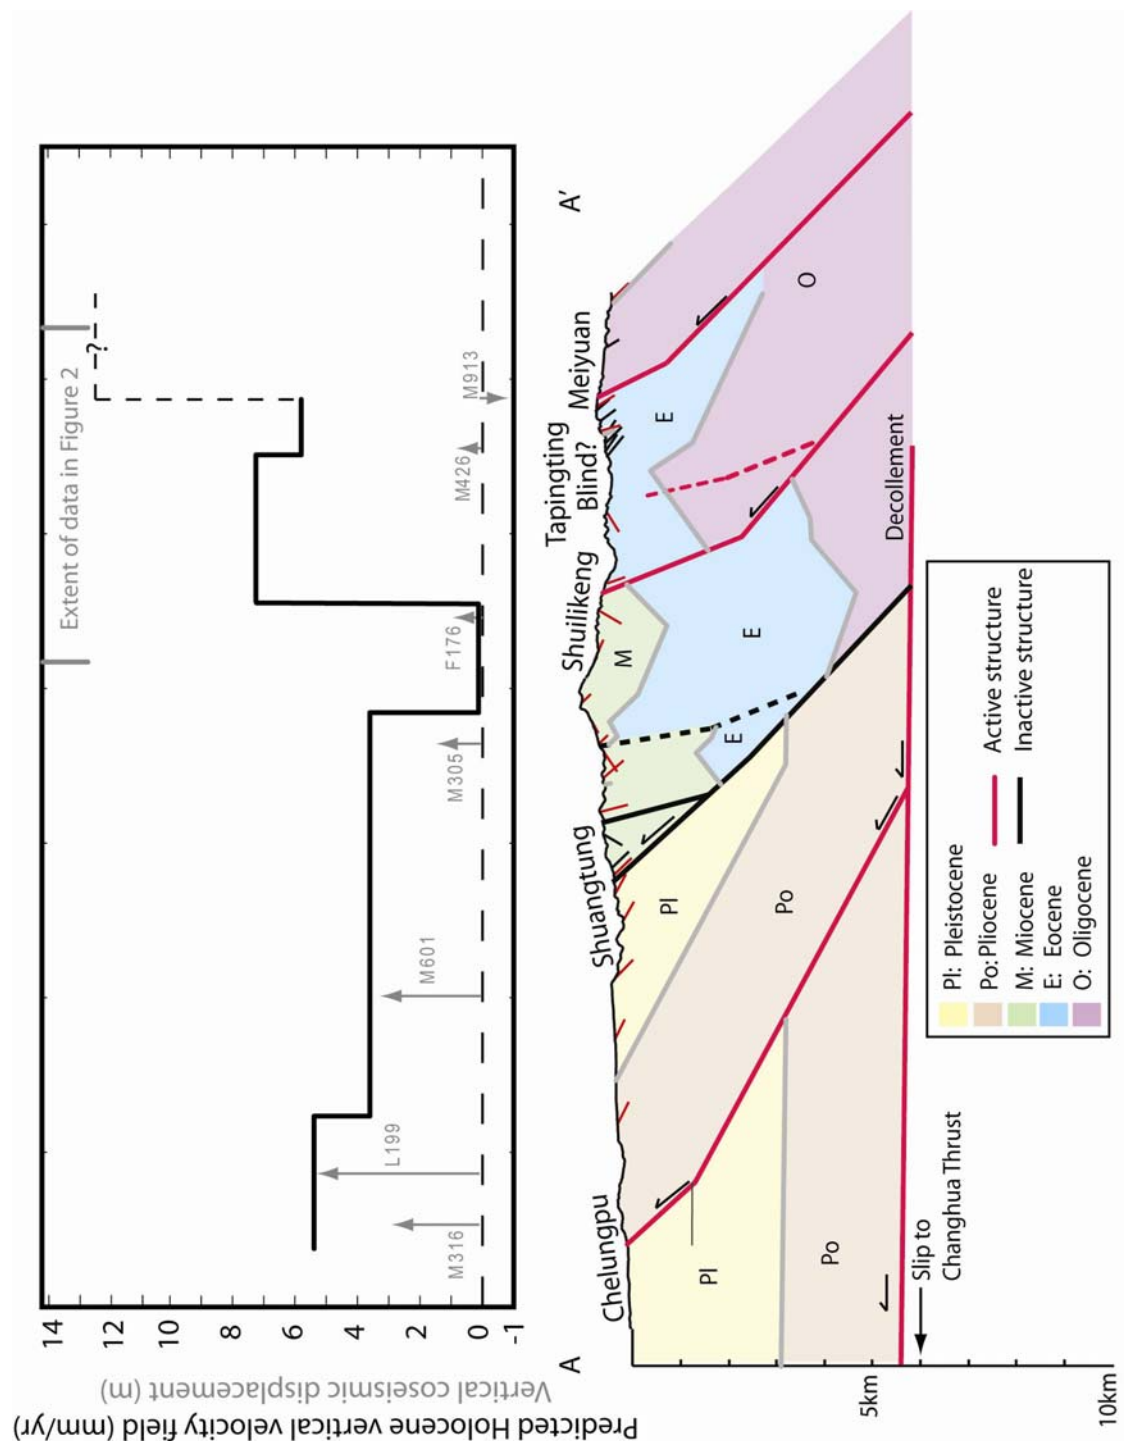 Predicted Holocene vertical velocity field (mm/yr)
Vertical coseismic displacement (m)
14
12
10
8
6
4
2
0
-1
Extent of data in Figure 2
?
M316
L199
M601
M305
F176
M426
M913
A
A'
Chelungpu
Shuangtung
Shuilikeng
Tapingting
Blind?
Meiyuan
Pl
Po
Pl
Po
M
E
E
E
O
Decollement
5km
10km
Slip to
Changhua Thrust
Pl: Pleistocene
Po: Pliocene
M: Miocene
E: Eocene
O: Oligocene
Active structure
Inactive structure